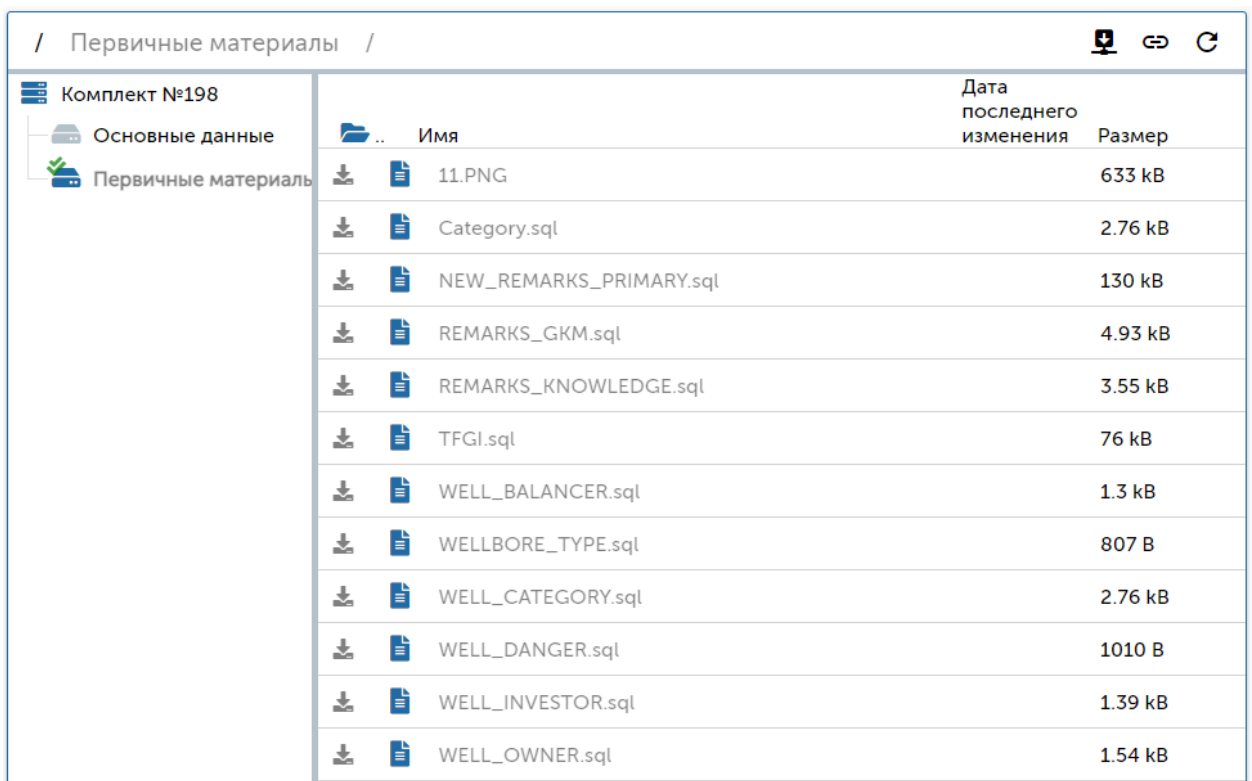 / Первичные материалы /
Комплект №198
Основные данные
Первичные материалы
.. Имя Дата последнего изменения Размер
11.PNG 633 kB
Category.sql 2.76 kB
NEW_REMARKS_PRIMARY.sql 130 kB
REMARKS_GKM.sql 4.93 kB
REMARKS_KNOWLEDGE.sql 3.55 kB
TFGI.sql 76 kB
WELL_BALANCER.sql 1.3 kB
WELLBORE_TYPE.sql 807 B
WELL_CATEGORY.sql 2.76 kB
WELL_DANGER.sql 1010 B
WELL_INVESTOR.sql 1.39 kB
WELL_OWNER.sql 1.54 kB